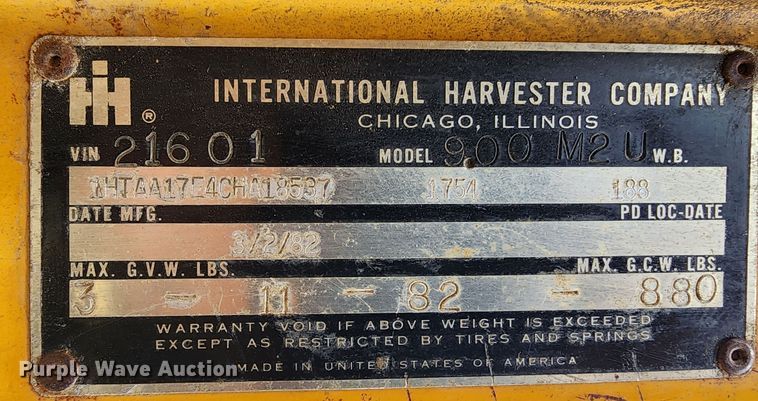 IH ®
INTERNATIONAL HARVESTER COMPANY
CHICAGO, ILLINOIS
VIN 21601 MODEL 900 M2U W.B.
1HTAA17E4CHA18537 1754 188
DATE MFG. PD LOC-DATE
3/2/82
MAX. G.V.W. LBS. MAX. G.C.W. LBS.
3 - 11 - 82 - 880
WARRANTY VOID IF ABOVE WEIGHT IS EXCEEDED
EXCEPT AS RESTRICTED BY TIRES AND SPRINGS
MADE IN UNITED STATES OF AMERICA
Purple Wave Auction